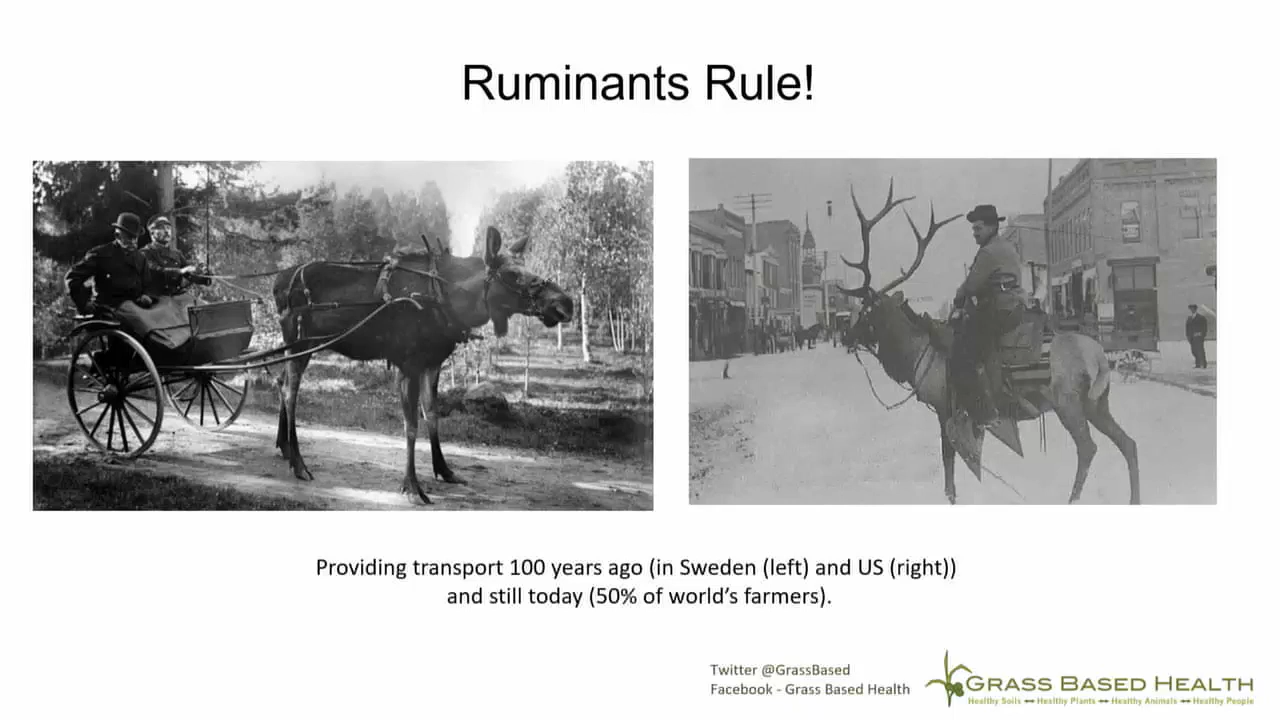 Ruminants Rule!
Providing transport 100 years ago (in Sweden (left) and US (right))
and still today (50% of world's farmers).
Twitter @GrassBased
Facebook - Grass Based Health
GRASS BASED HEALTH
Healthy Soils ↔ Healthy Plants ↔ Healthy Animals ↔ Healthy People